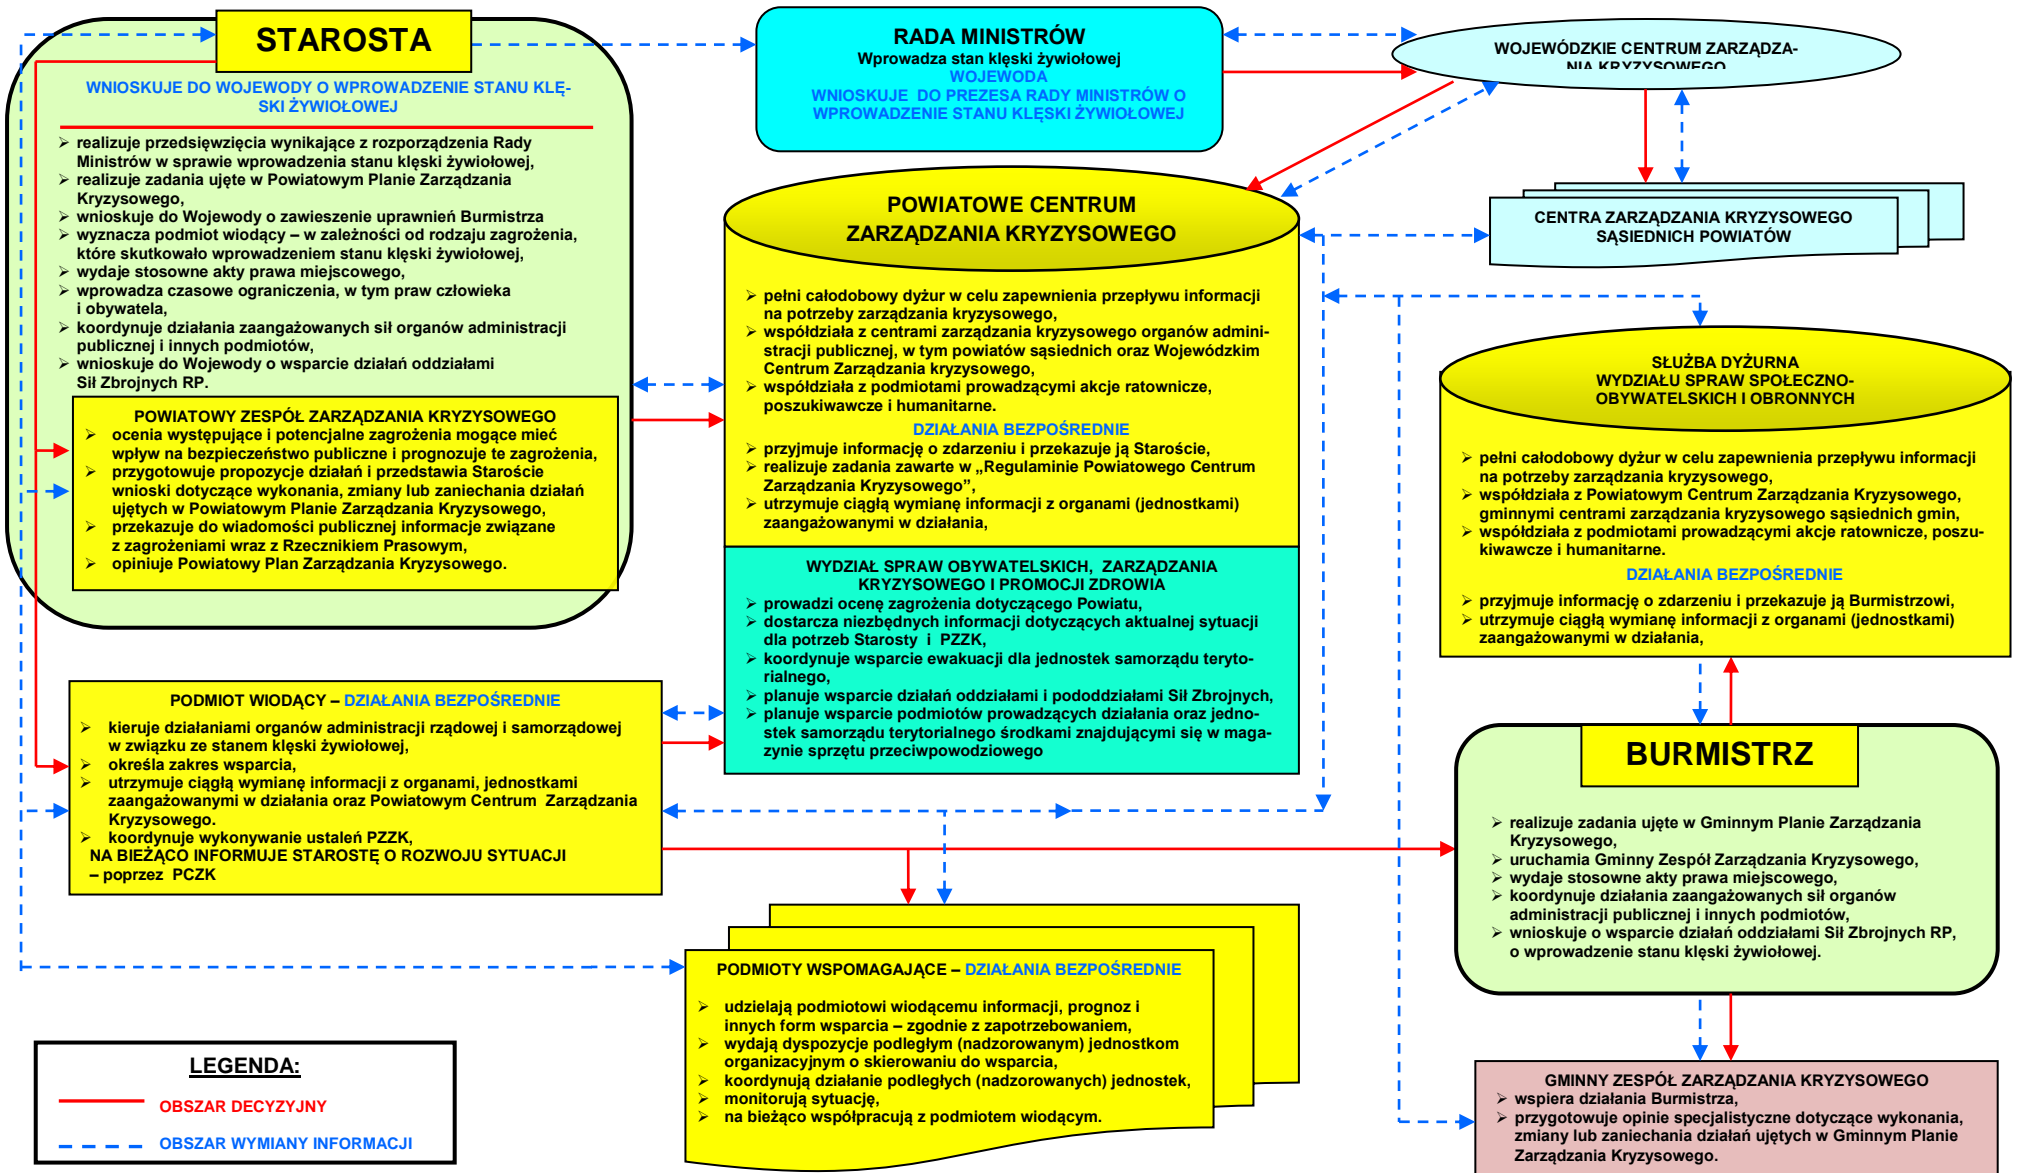 STAROSTA
WNIOSKUJE DO WOJEWODY O WPROWADZENIE STANU KLĘ-
SKI ŻYWIOŁOWEJ
➢ realizuje przedsięwzięcia wynikające z rozporządzenia Rady
Ministrów w sprawie wprowadzenia stanu klęski żywiołowej,
➢ realizuje zadania ujęte w Powiatowym Planie Zarządzania
Kryzysowego,
➢ wnioskuje do Wojewody o zawieszenie uprawnień Burmistrza
➢ wyznacza podmiot wiodący – w zależności od rodzaju zagrożenia,
które skutkowało wprowadzeniem stanu klęski żywiołowej,
➢ wydaje stosowne akty prawa miejscowego,
➢ wprowadza czasowe ograniczenia, w tym praw człowieka
i obywatela,
➢ koordynuje działania zaangażowanych sił organów administracji
publicznej i innych podmiotów,
➢ wnioskuje do Wojewody o wsparcie działań oddziałami
Sił Zbrojnych RP.
POWIATOWY ZESPÓŁ ZARZĄDZANIA KRYZYSOWEGO
➢ ocenia występujące i potencjalne zagrożenia mogące mieć
wpływ na bezpieczeństwo publiczne i prognozuje te zagrożenia,
➢ przygotowuje propozycje działań i przedstawia Staroście
wnioski dotyczące wykonania, zmiany lub zaniechania działań
ujętych w Powiatowym Planie Zarządzania Kryzysowego,
➢ przekazuje do wiadomości publicznej informacje związane
z zagrożeniami wraz z Rzecznikiem Prasowym,
➢ opiniuje Powiatowy Plan Zarządzania Kryzysowego.
PODMIOT WIODĄCY – DZIAŁANIA BEZPOŚREDNIE
➢ kieruje działaniami organów administracji rządowej i samorządowej
w związku ze stanem klęski żywiołowej,
➢ określa zakres wsparcia,
➢ utrzymuje ciągłą wymianę informacji z organami, jednostkami
zaangażowanymi w działania oraz Powiatowym Centrum Zarządzania
Kryzysowego.
➢ koordynuje wykonywanie ustaleń PZZK,
NA BIEŻĄCO INFORMUJE STAROSTĘ O ROZWOJU SYTUACJI
– poprzez PCZK
LEGENDA:
OBSZAR DECYZYJNY
OBSZAR WYMIANY INFORMACJI
RADA MINISTRÓW
Wprowadza stan klęski żywiołowej
WOJEWODA
WNIOSKUJE DO PREZESA RADY MINISTRÓW O
WPROWADZENIE STANU KLĘSKI ŻYWIOŁOWEJ
POWIATOWE CENTRUM
ZARZĄDZANIA KRYZYSOWEGO
➢ pełni całodobowy dyżur w celu zapewnienia przepływu informacji
na potrzeby zarządzania kryzysowego,
➢ współdziała z centrami zarządzania kryzysowego organów admini-
stracji publicznej, w tym powiatów sąsiednich oraz Wojewódzkim
Centrum Zarządzania kryzysowego,
➢ współdziała z podmiotami prowadzącymi akcje ratownicze,
poszukiwawcze i humanitarne.
DZIAŁANIA BEZPOŚREDNIE
➢ przyjmuje informację o zdarzeniu i przekazuje ją Staroście,
➢ realizuje zadania zawarte w „Regulaminie Powiatowego Centrum
Zarządzania Kryzysowego”,
➢ utrzymuje ciągłą wymianę informacji z organami (jednostkami)
zaangażowanymi w działania,
WYDZIAŁ SPRAW OBYWATELSKICH, ZARZĄDZANIA
KRYZYSOWEGO I PROMOCJI ZDROWIA
➢ prowadzi ocenę zagrożenia dotyczącego Powiatu,
➢ dostarcza niezbędnych informacji dotyczących aktualnej sytuacji
dla potrzeb Starosty i PZZK,
➢ koordynuje wsparcie ewakuacji dla jednostek samorządu teryto-
rialnego,
➢ planuje wsparcie działań oddziałami i pododdziałami Sił Zbrojnych,
➢ planuje wsparcie podmiotów prowadzących działania oraz jedno-
stek samorządu terytorialnego środkami znajdującymi się w maga-
zynie sprzętu przeciwpowodziowego
PODMIOTY WSPOMAGAJĄCE – DZIAŁANIA BEZPOŚREDNIE
➢ udzielają podmiotowi wiodącemu informacji, prognoz i
innych form wsparcia – zgodnie z zapotrzebowaniem,
➢ wydają dyspozycje podległym (nadzorowanym) jednostkom
organizacyjnym o skierowaniu do wsparcia,
➢ koordynują działanie podległych (nadzorowanych) jednostek,
➢ monitorują sytuację,
➢ na bieżąco współpracują z podmiotem wiodącym.
WOJEWÓDZKIE CENTRUM ZARZĄDZA-
NIA KRYZYSOWEGO
CENTRA ZARZĄDZANIA KRYZYSOWEGO
SĄSIEDNICH POWIATÓW
SŁUŻBA DYŻURNA
WYDZIAŁU SPRAW SPOŁECZNO-
OBYWATELSKICH I OBRONNYCH
➢ pełni całodobowy dyżur w celu zapewnienia przepływu informacji
na potrzeby zarządzania kryzysowego,
➢ współdziała z Powiatowym Centrum Zarządzania Kryzysowego,
gminnymi centrami zarządzania kryzysowego sąsiednich gmin,
➢ współdziała z podmiotami prowadzącymi akcje ratownicze, poszu-
kiwawcze i humanitarne.
DZIAŁANIA BEZPOŚREDNIE
➢ przyjmuje informację o zdarzeniu i przekazuje ją Burmistrzowi,
➢ utrzymuje ciągłą wymianę informacji z organami (jednostkami)
zaangażowanymi w działania,
BURMISTRZ
➢ realizuje zadania ujęte w Gminnym Planie Zarządzania
Kryzysowego,
➢ uruchamia Gminny Zespół Zarządzania Kryzysowego,
➢ wydaje stosowne akty prawa miejscowego,
➢ koordynuje działania zaangażowanych sił organów
administracji publicznej i innych podmiotów,
➢ wnioskuje o wsparcie działań oddziałami Sił Zbrojnych RP,
o wprowadzenie stanu klęski żywiołowej.
GMINNY ZESPÓŁ ZARZĄDZANIA KRYZYSOWEGO
➢ wspiera działania Burmistrza,
➢ przygotowuje opinie specjalistyczne dotyczące wykonania,
zmiany lub zaniechania działań ujętych w Gminnym Planie
Zarządzania Kryzysowego.